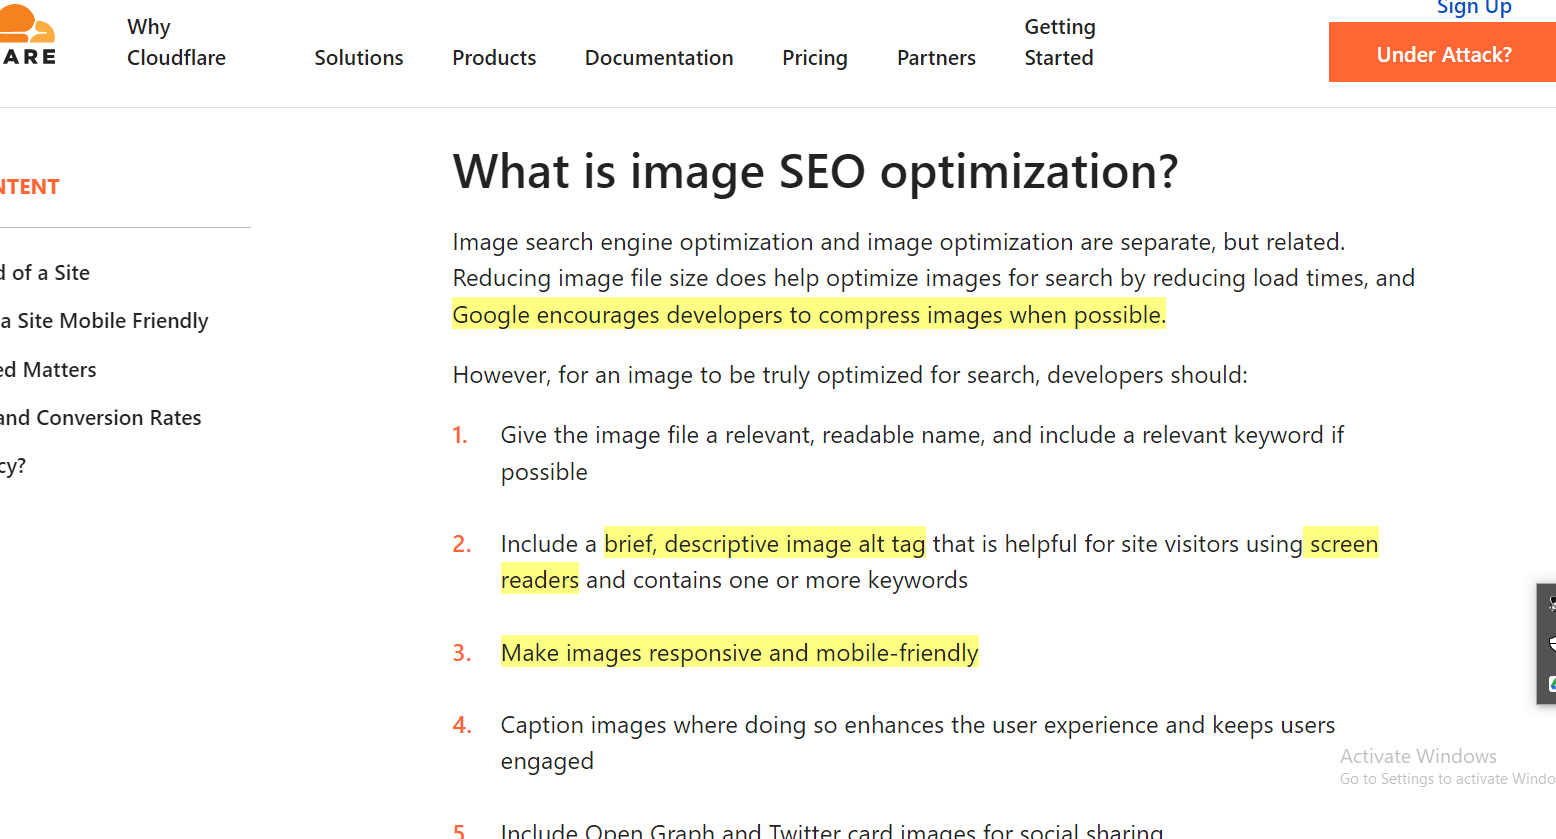 Sign Up
Why
Cloudflare
Solutions
Products
Documentation
Pricing
Partners
Getting
Started
Under Attack?
ARE
NTENT
d of a Site
a Site Mobile Friendly
ed Matters
and Conversion Rates
cy?
What is image SEO optimization?
Image search engine optimization and image optimization are separate, but related.
Reducing image file size does help optimize images for search by reducing load times, and
Google encourages developers to compress images when possible.
However, for an image to be truly optimized for search, developers should:
1. Give the image file a relevant, readable name, and include a relevant keyword if
possible
2. Include a brief, descriptive image alt tag that is helpful for site visitors using screen
readers and contains one or more keywords
3. Make images responsive and mobile-friendly
4. Caption images where doing so enhances the user experience and keeps users
engaged
5. Include Open Graph and Twitter card images for social sharing
Activate Windows
Go to Settings to activate Windo